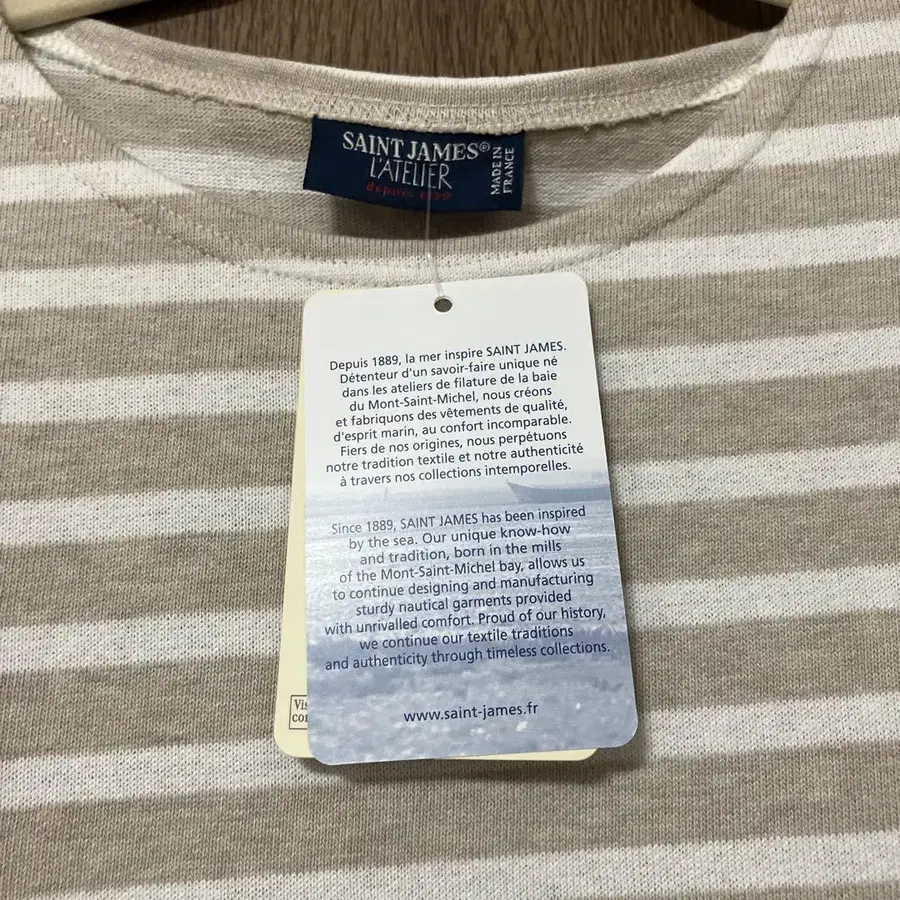 SAINT JAMES®
L'ATELIER
depuis 1889
MADE IN
FRANCE
Depuis 1889, la mer inspire SAINT JAMES.
Détenteur d'un savoir-faire unique né
dans les ateliers de filature de la baie
du Mont-Saint-Michel, nous créons
et fabriquons des vêtements de qualité,
d'esprit marin, au confort incomparable.
Fiers de nos origines, nous perpétuons
notre tradition textile et notre authenticité
à travers nos collections intemporelles.
Since 1889, SAINT JAMES has been inspired
by the sea. Our unique know-how
and tradition, born in the mills
of the Mont-Saint-Michel bay, allows us
to continue designing and manufacturing
sturdy nautical garments provided
with unrivalled comfort. Proud of our history,
we continue our textile traditions
and authenticity through timeless collections.
www.saint-james.fr